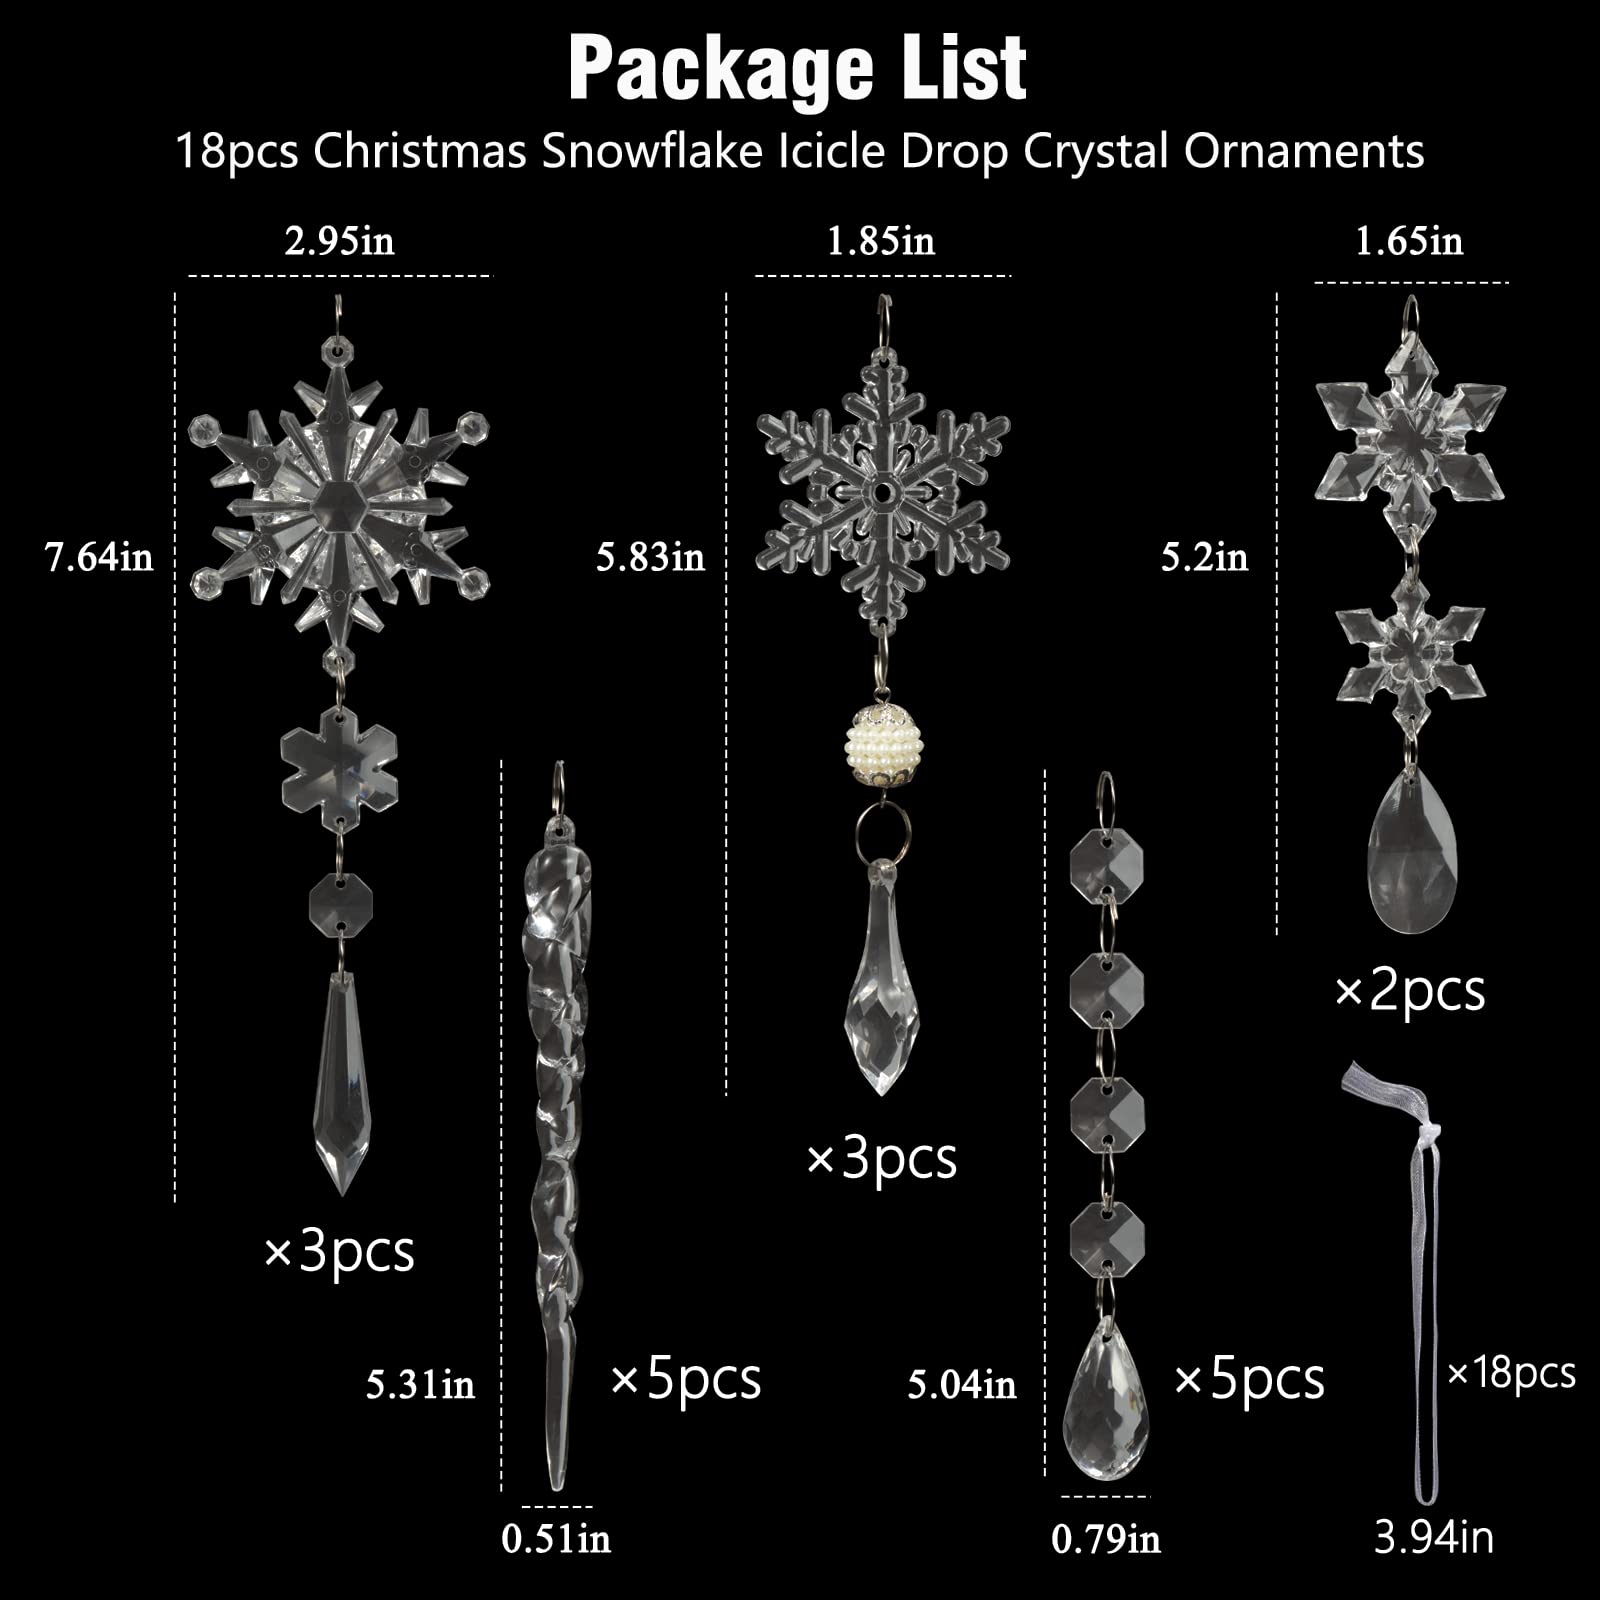 Package List
18pcs Christmas Snowflake Icicle Drop Crystal Ornaments
2.95in
1.85in
1.65in
7.64in
5.83in
5.2in
×2pcs
×3pcs
×3pcs
5.31in
×5pcs
5.04in
×5pcs
×18pcs
0.51in
0.79in
3.94in